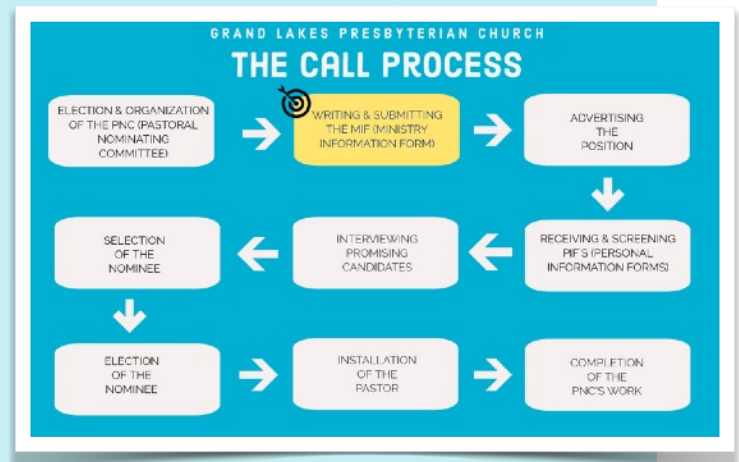 GRAND LAKES PRESBYTERIAN CHURCH
THE CALL PROCESS
ELECTION & ORGANIZATION
OF THE PNC (PASTORAL
NOMINATING
COMMITTEE)
WRITING & SUBMITTING
THE MIF (MINISTRY
INFORMATION FORM)
ADVERTISING
THE
POSITION
RECEIVING & SCREENING
PIF'S (PERSONAL
INFORMATION FORMS)
INTERVIEWING
PROMISING
CANDIDATES
SELECTION
OF THE
NOMINEE
ELECTION
OF THE
NOMINEE
INSTALLATION
OF THE
PASTOR
COMPLETION
OF THE
PNC'S WORK